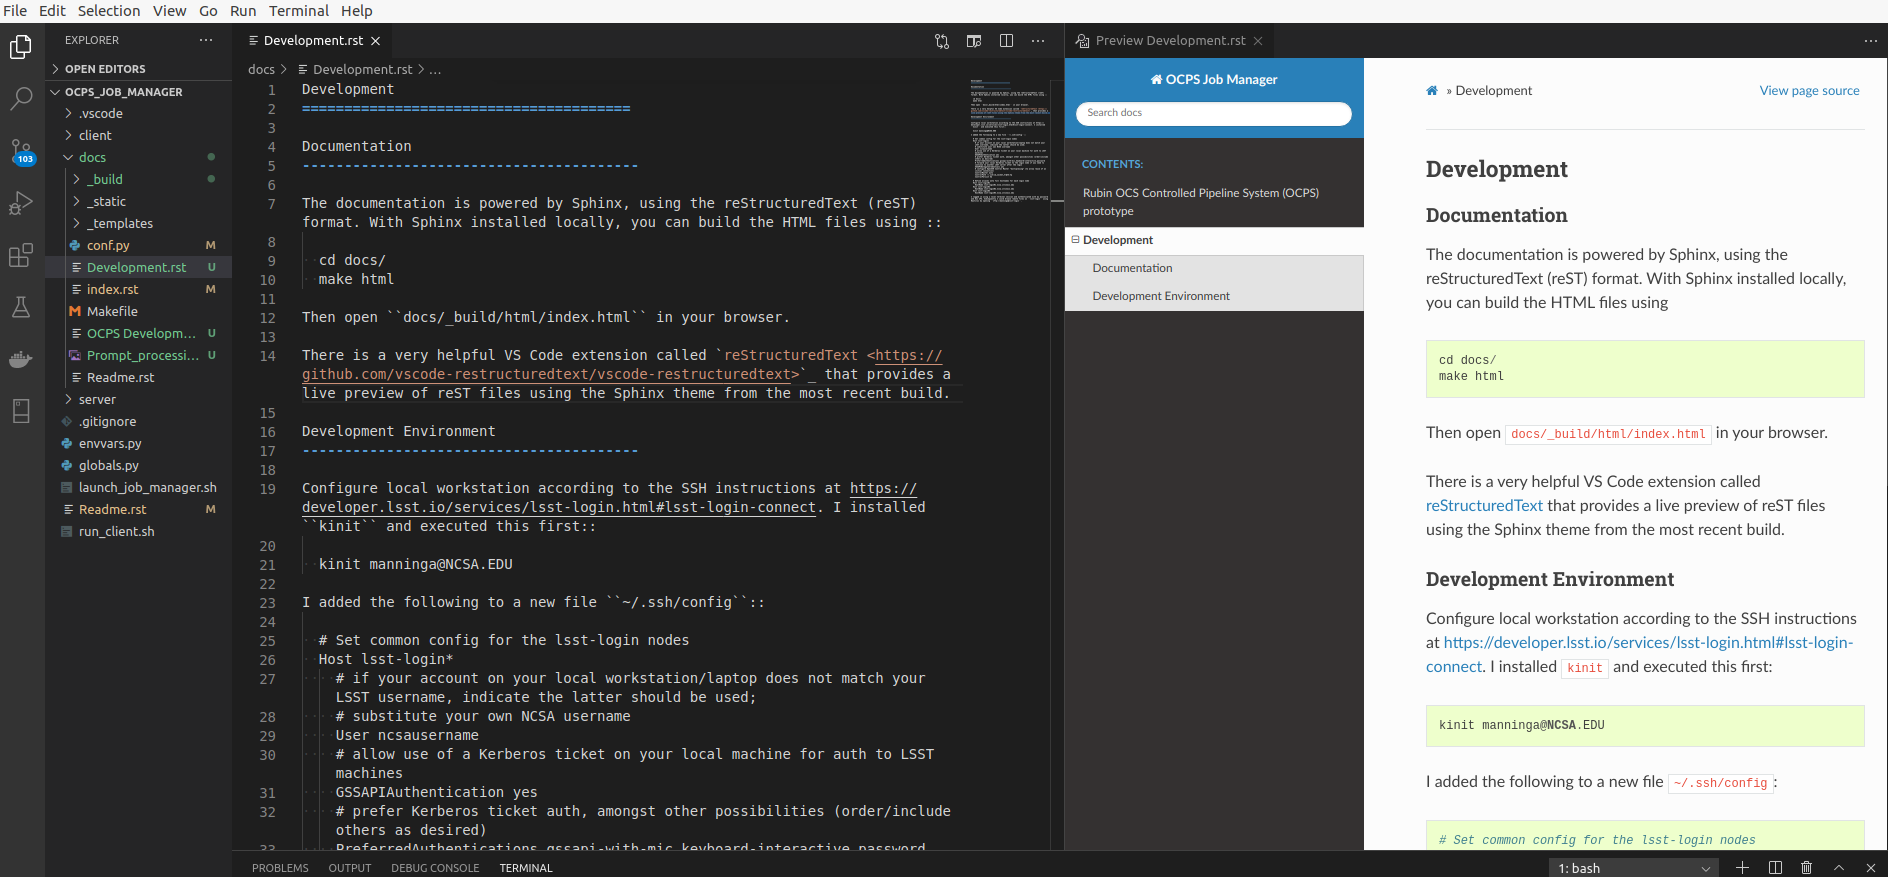 File Edit Selection View Go Run Terminal Help
EXPLORER
OPEN EDITORS
OCPS_JOB_MANAGER
.vscode
client
docs
_build
_static
_templates
conf.py M
Development.rst U
index.rst M
Makefile
OCPS Developm... U
Prompt_processi... U
Readme.rst
server
.gitignore
envvars.py
globals.py
launch_job_manager.sh
Readme.rst M
run_client.sh
103
Development.rst
docs > Development.rst > ...
1 Development
2 =======================================
3
4 Documentation
5 ----------------------------------------
6
7 The documentation is powered by Sphinx, using the reStructuredText (reST)
format. With Sphinx installed locally, you can build the HTML files using ::
8
9 cd docs/
10 make html
11
12 Then open ``docs/_build/html/index.html`` in your browser.
13
14 There is a very helpful VS Code extension called `reStructuredText <https://
github.com/vscode-restructuredtext/vscode-restructuredtext>`_ that provides a
live preview of reST files using the Sphinx theme from the most recent build.
15
16 Development Environment
17 ----------------------------------------
18
19 Configure local workstation according to the SSH instructions at https://
developer.lsst.io/services/lsst-login.html#lsst-login-connect. I installed
``kinit`` and executed this first::
20
21 kinit manninga@NCSA.EDU
22
23 I added the following to a new file ``~/.ssh/config``::
24
25 # Set common config for the lsst-login nodes
26 Host lsst-login*
27 # if your account on your local workstation/laptop does not match your
LSST username, indicate the latter should be used;
28 # substitute your own NCSA username
29 User ncsausername
30 # allow use of a Kerberos ticket on your local machine for auth to LSST
machines
31 GSSAPIAuthentication yes
32 # prefer Kerberos ticket auth, amongst other possibilities (order/include
others as desired)
33 PreferredAuthentications gssapi-with-mic,keyboard-interactive,password
PROBLEMS OUTPUT DEBUG CONSOLE TERMINAL
1: bash
Preview Development.rst
OCPS Job Manager
Search docs
CONTENTS:
Rubin OCS Controlled Pipeline System (OCPS)
prototype
Development
Documentation
Development Environment
» Development
View page source
Development
Documentation
The documentation is powered by Sphinx, using the
reStructuredText (reST) format. With Sphinx installed locally,
you can build the HTML files using
cd docs/
make html
Then open docs/_build/html/index.html in your browser.
There is a very helpful VS Code extension called
reStructuredText that provides a live preview of reST files
using the Sphinx theme from the most recent build.
Development Environment
Configure local workstation according to the SSH instructions
at https://developer.lsst.io/services/lsst-login.html#lsst-login-
connect. I installed kinit and executed this first:
kinit manninga@NCSA.EDU
I added the following to a new file ~/.ssh/config:
# Set common config for the lsst-login nodes